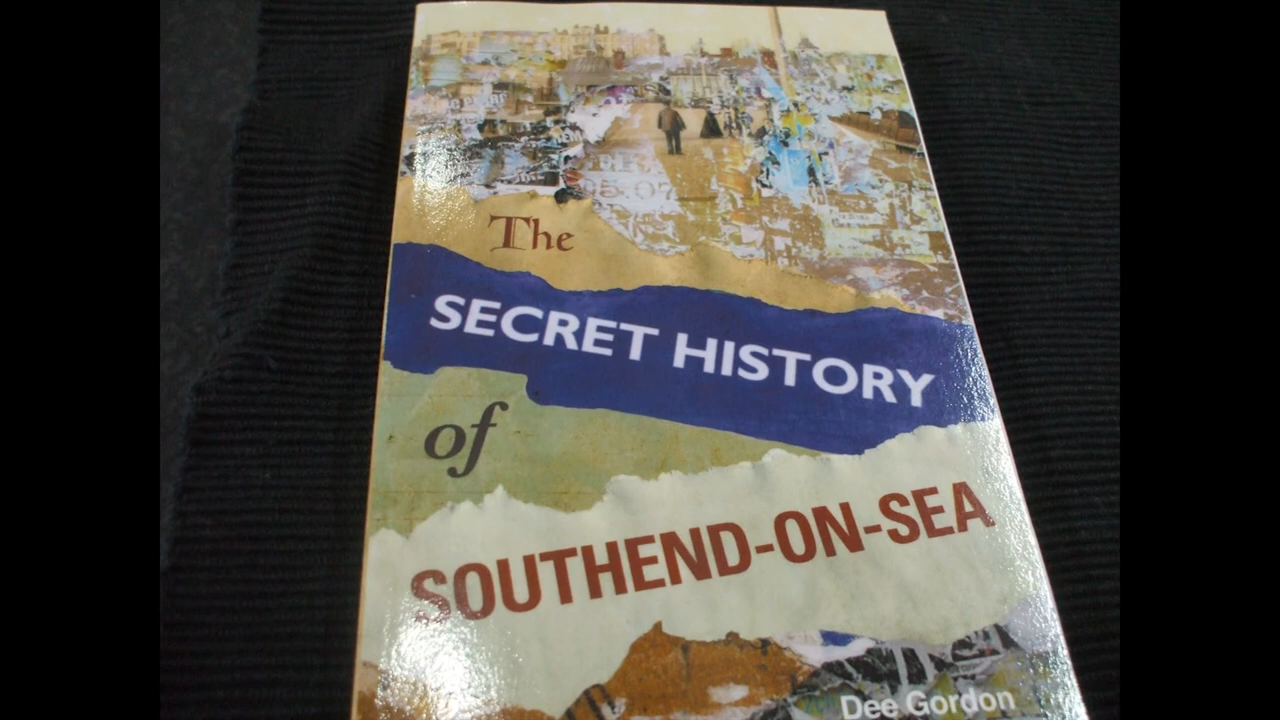 The
SECRET HISTORY
of
SOUTHEND-ON-SEA
Dee Gordon